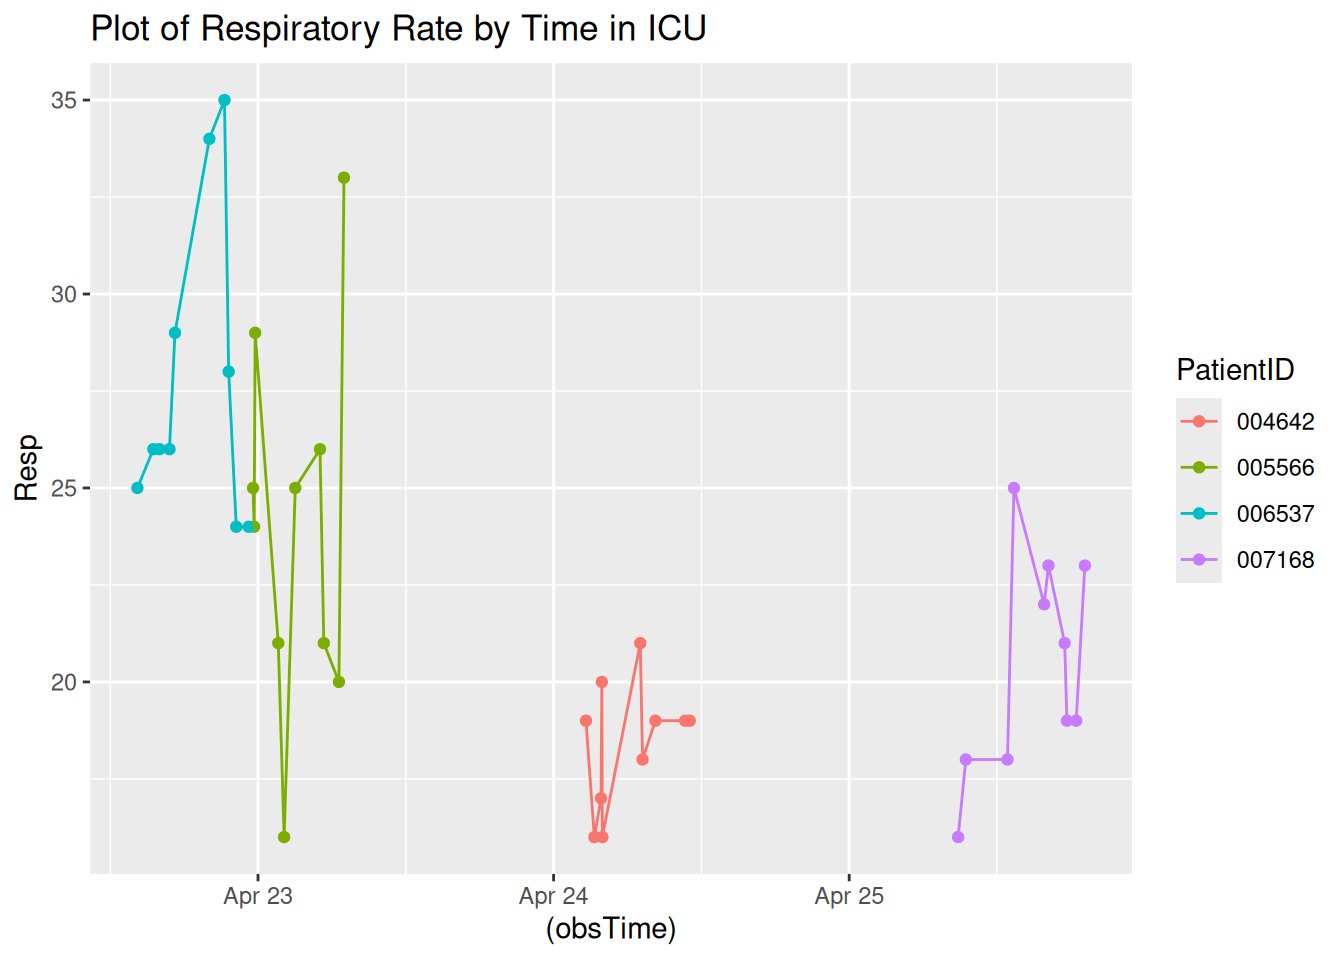 Plot of Respiratory Rate by Time in ICU
35
30
25
20
Resp
Apr 23
Apr 24
Apr 25
(obsTime)
PatientID
004642
005566
006537
007168